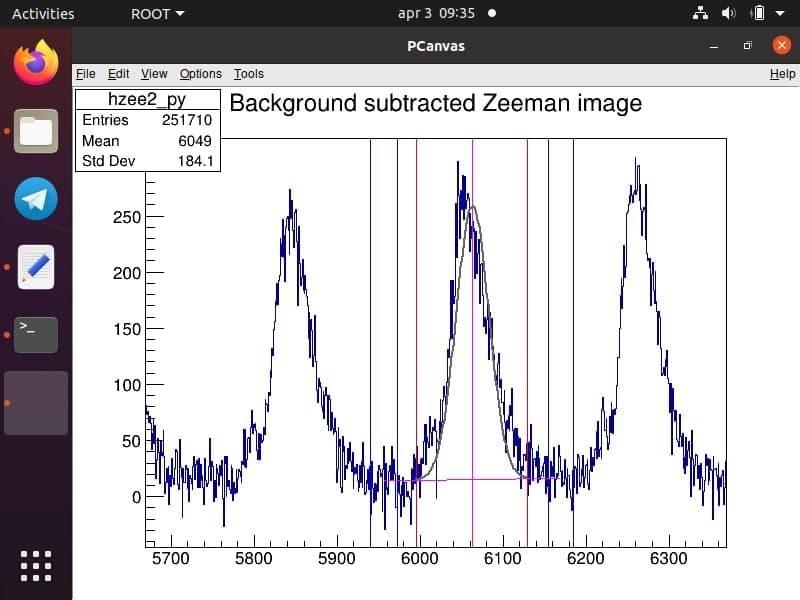 Activities ROOT apr 3 09:35
PCanvas
File Edit View Options Tools Help
hzee2_py
Entries 251710
Mean 6049
Std Dev 184.1
Background subtracted Zeeman image
250
200
150
100
50
0
5700 5800 5900 6000 6100 6200 6300
>_